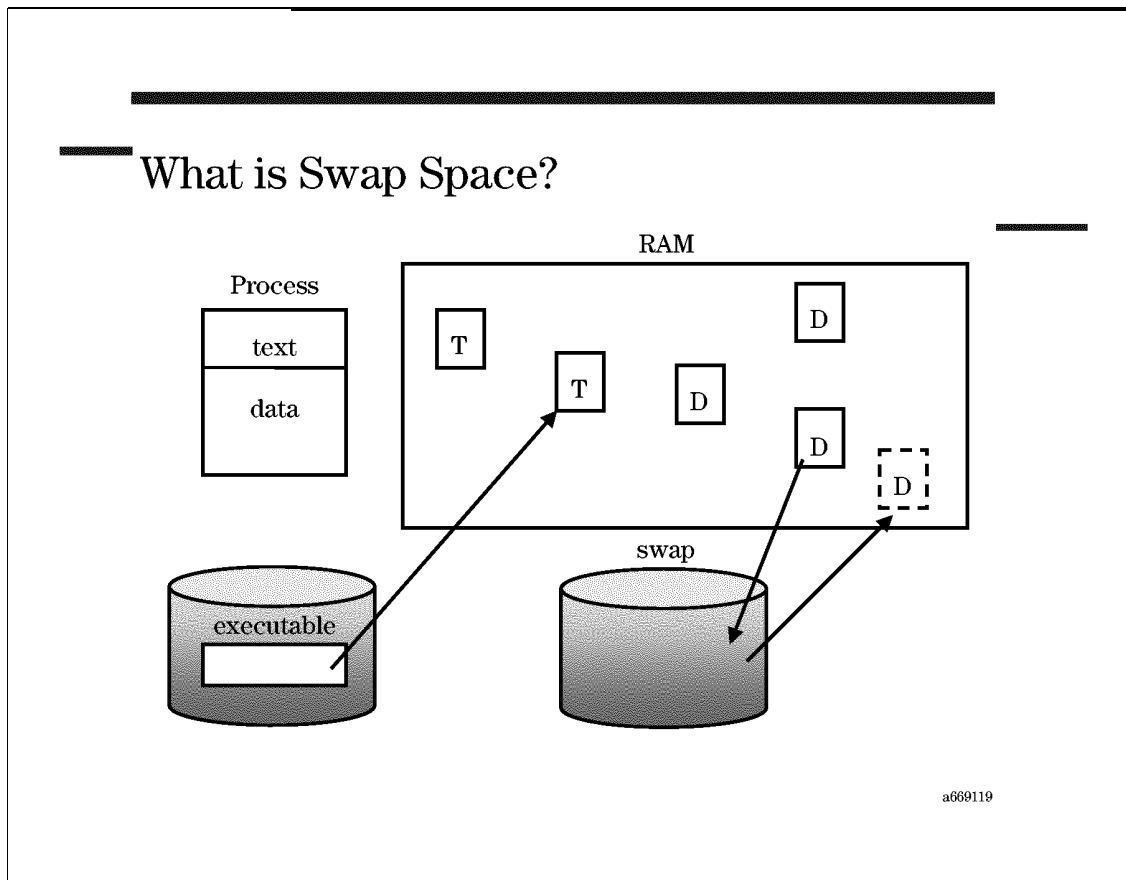 What is Swap Space?
RAM
Process
text
data
T
T
D
D
D
D
swap
executable
a669119